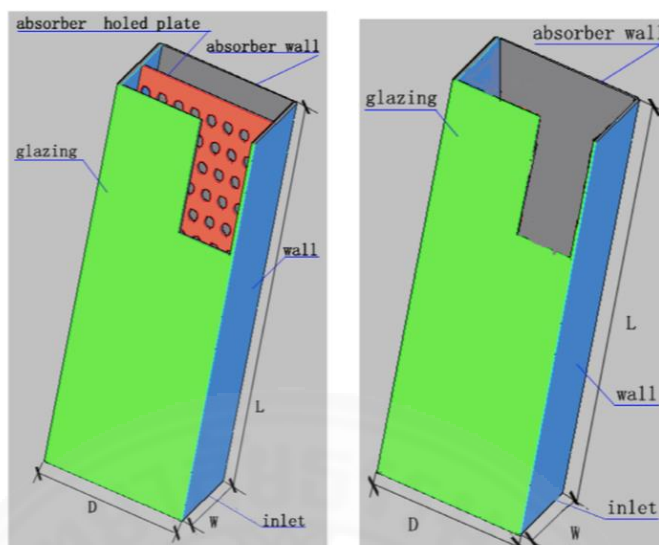 absorber holed plate
absorber wall
glazing
wall
L
D
W
inlet
absorber wall
glazing
L
wall
inlet
D
W